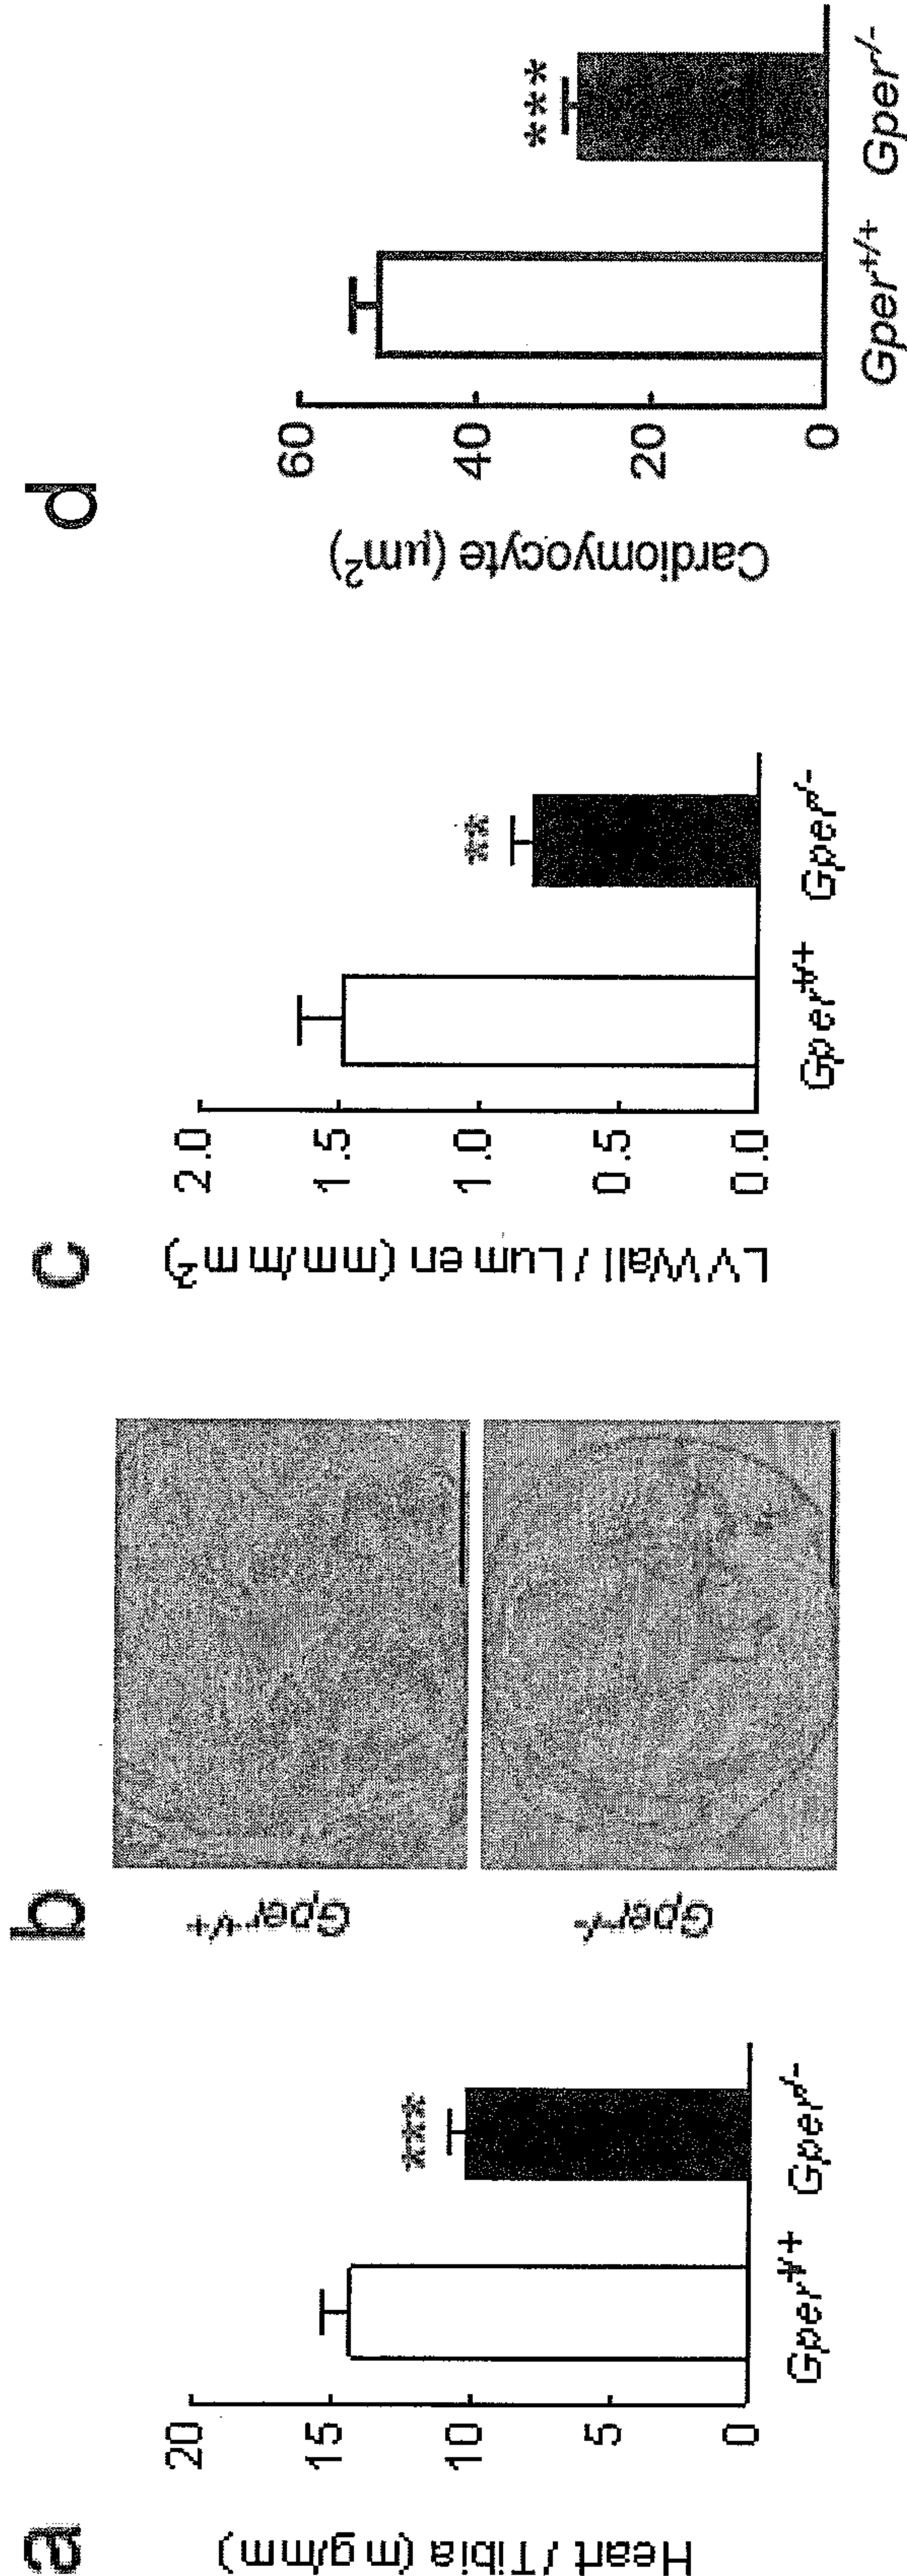 a
Heart / Tibia (mg/mm)
20
15
10
5
0
***
Gper+/+ Gper-/-
b
Gper+/+
Gper-/-
c
LV Wall / Lumen (mm/mm²)
2.0
1.5
1.0
0.5
0.0
**
Gper+/+ Gper-/-
d
Cardiomyocyte (μm²)
60
40
20
0
***
Gper+/+ Gper-/-